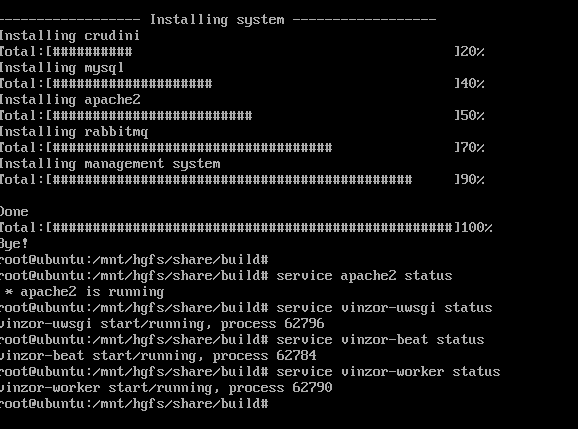 ------------------ Installing system ------------------
Installing crudini
Total:[########## ]20%
Installing mysql
Total:[#################### ]40%
Installing apache2
Total:[######################### ]50%
Installing rabbitmq
Total:[################################### ]70%
Installing management system
Total:[############################################# ]90%
Done
Total:[##################################################]100%
Bye!
root@ubuntu:/mnt/hgfs/share/build#
root@ubuntu:/mnt/hgfs/share/build# service apache2 status
* apache2 is running
root@ubuntu:/mnt/hgfs/share/build# service vinzor-uwsgi status
vinzor-uwsgi start/running, process 62796
root@ubuntu:/mnt/hgfs/share/build# service vinzor-beat status
vinzor-beat start/running, process 62784
root@ubuntu:/mnt/hgfs/share/build# service vinzor-worker status
vinzor-worker start/running, process 62790
root@ubuntu:/mnt/hgfs/share/build#